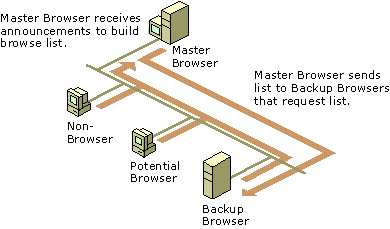 Master Browser receives
announcements to build
browse list.
Master
Browser
Master Browser sends
list to Backup Browsers
that request list.
Non-
Browser
Potential
Browser
Backup
Browser